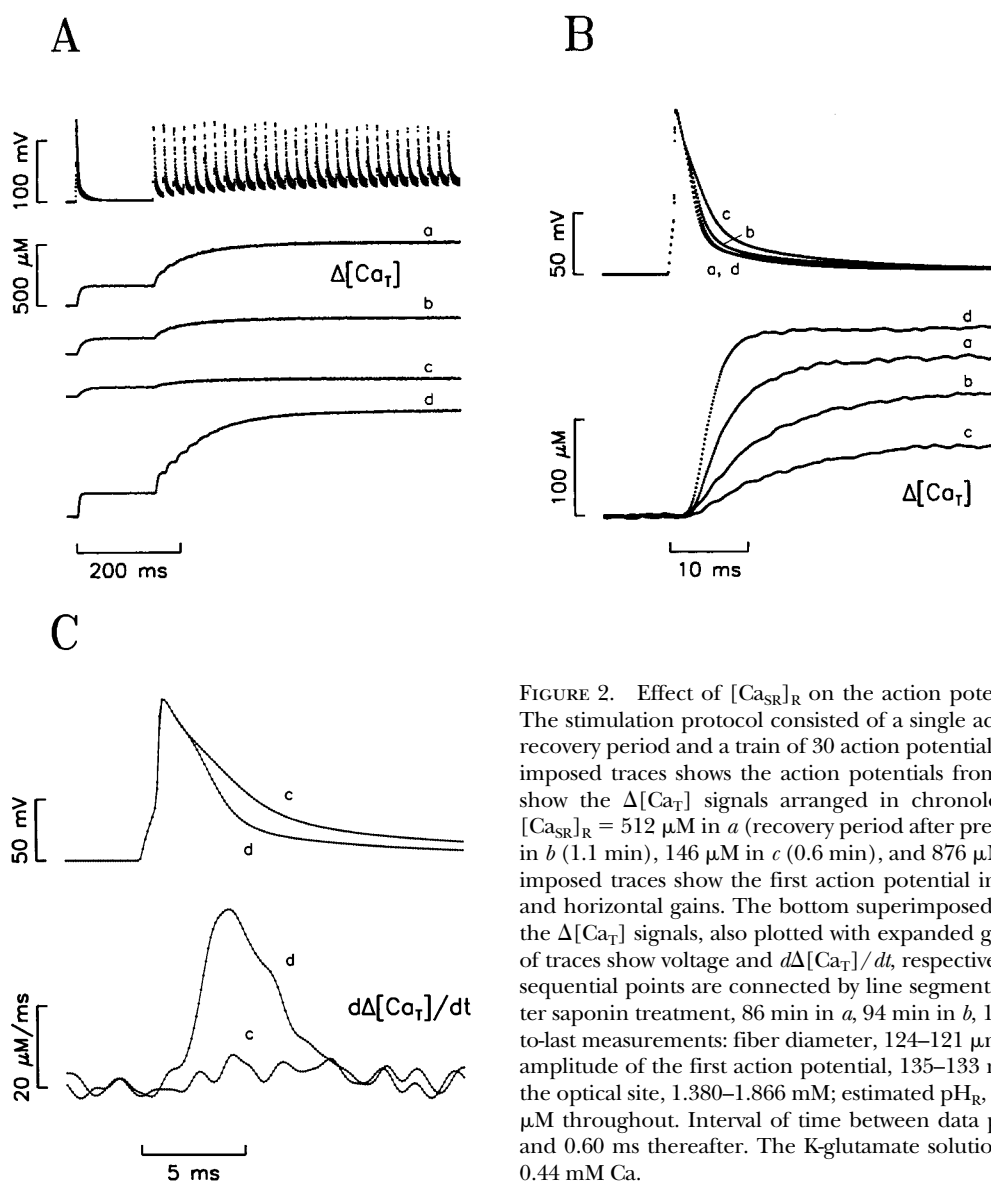 A
B
100 mV
a
500 µM
Δ[Ca_T]
b
c
d
200 ms
50 mV
c
b
a, d
d
a
b
c
100 µM
Δ[Ca_T]
10 ms
C
50 mV
c
d
d
dΔ[Ca_T]/dt
c
20 µM/ms
5 ms
FIGURE 2. Effect of [Ca_SR]_R on the action pote
The stimulation protocol consisted of a single ac
recovery period and a train of 30 action potential
imposed traces shows the action potentials from
show the Δ[Ca_T] signals arranged in chronolo
[Ca_SR]_R = 512 µM in a (recovery period after pre
in b (1.1 min), 146 µM in c (0.6 min), and 876 µM
imposed traces show the first action potential in
and horizontal gains. The bottom superimposed
the Δ[Ca_T] signals, also plotted with expanded g
of traces show voltage and dΔ[Ca_T]/dt, respective
sequential points are connected by line segment
ter saponin treatment, 86 min in a, 94 min in b, 1
to-last measurements: fiber diameter, 124–121 µm
amplitude of the first action potential, 135–133 m
the optical site, 1.380–1.866 mM; estimated pH_R,
µM throughout. Interval of time between data p
and 0.60 ms thereafter. The K-glutamate solution
0.44 mM Ca.